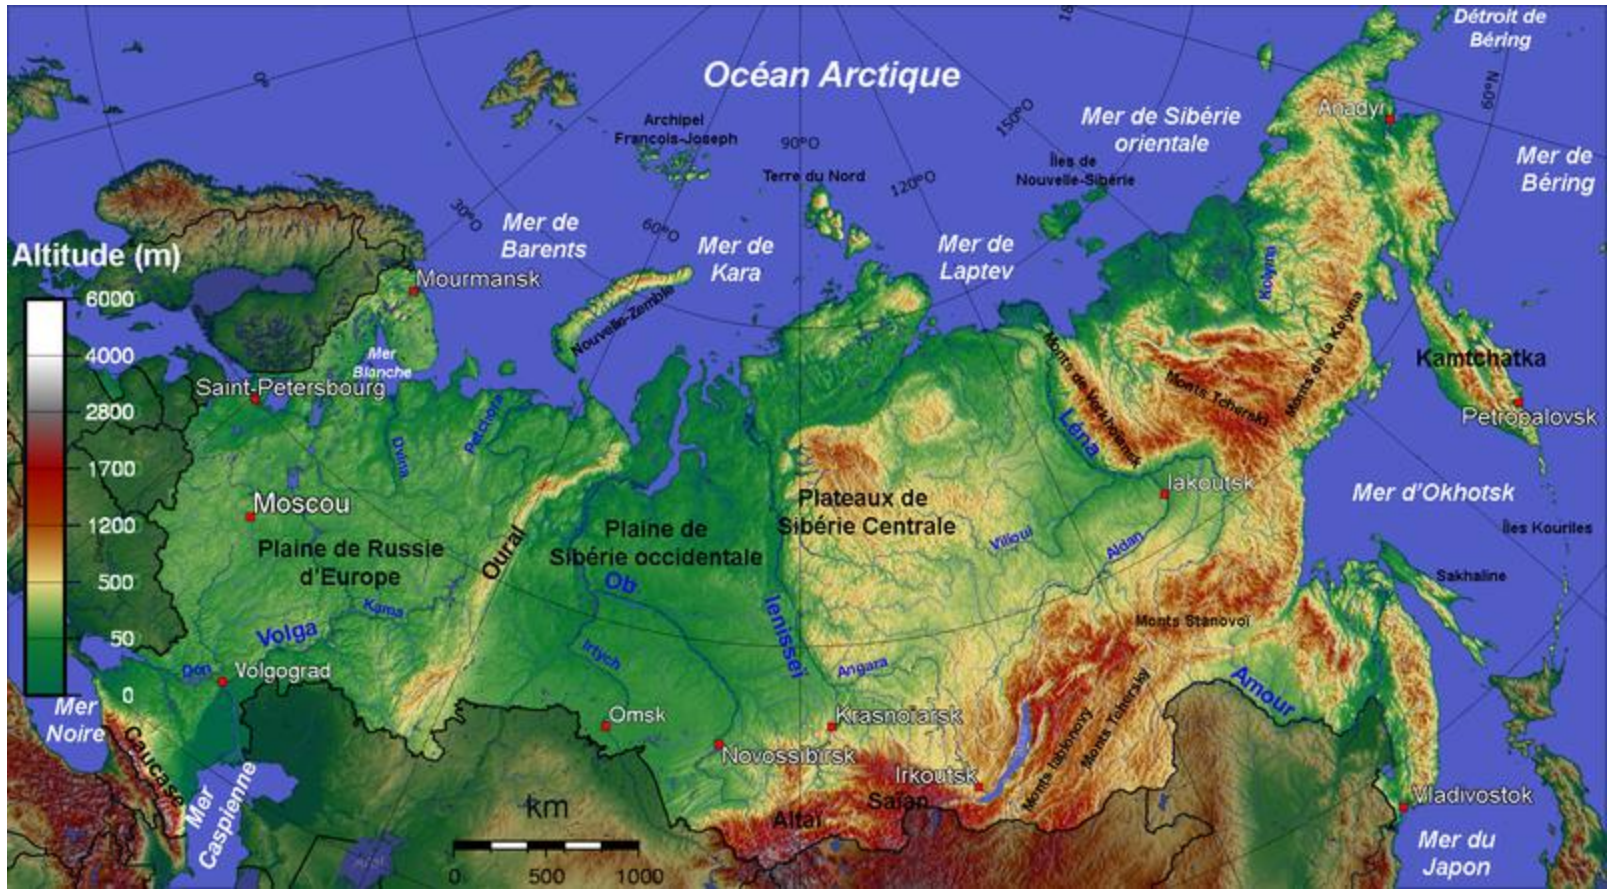 Détroit de
Béring
18
0°
Océan Arctique
N°09
Anadyr
Mer de Sibérie
orientale
150°O
Archipel
François-Joseph
90°O
Mer de
Béring
Îles de
Nouvelle-Sibérie
Terre du Nord
120°O
30°O
Mer de
Barents
60°O
Mer de
Kara
Mer de
Laptev
Altitude (m)
Mourmansk
Kolyma
6000
4000
2800
1700
1200
500
50
0
Nouvelle-Zemble
Mer
Blanche
Saint-Petersbourg
Monts de Verkhoïansk
Monts Tcherski
Monts de la Kolyma
Kamtchatka
Petropalovsk
Dvina
Petchora
Léna
Iakoutsk
Mer d'Okhotsk
Moscou
Plateaux de
Sibérie Centrale
Îles Kouriles
Plaine de Russie
d'Europe
Oural
Plaine de
Sibérie occidentale
Viloui
Aldan
Ob
Sakhaline
Kama
Ienisseï
Volga
Monts Stanovoï
Irtych
Angara
Don
Volgograd
Amour
Mer
Noire
Omsk
Krasnoïarsk
Monts Iablonovy
Monts Tchersky
Caucase
Novossibirsk
Irkoutsk
Mer
Caspienne
Saïan
Altaï
Vladivostok
km
0 500 1000
Mer du
Japon